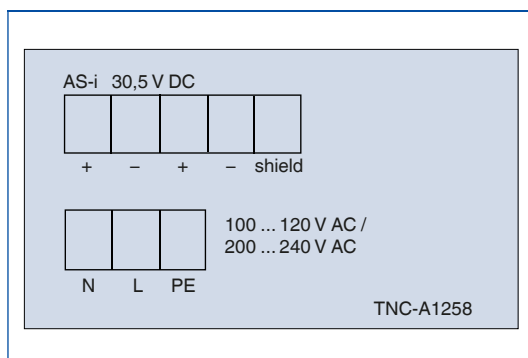 AS-i 30,5 V DC
+ – + – shield
100 ... 120 V AC /
200 ... 240 V AC
N L PE
TNC-A1258